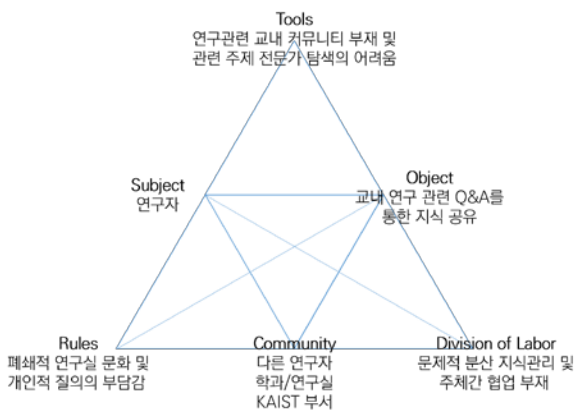 Tools
연구관련 교내 커뮤니티 부재 및
관련 주제 전문가 탐색의 어려움
Subject
연구자
Object
교내 연구 관련 Q&A를
통한 지식 공유
Rules
폐쇄적 연구실 문화 및
개인적 질의의 부담감
Community
다른 연구자
학과/연구실
KAIST 부서
Division of Labor
문제적 분산 지식관리 및
주체간 협업 부재